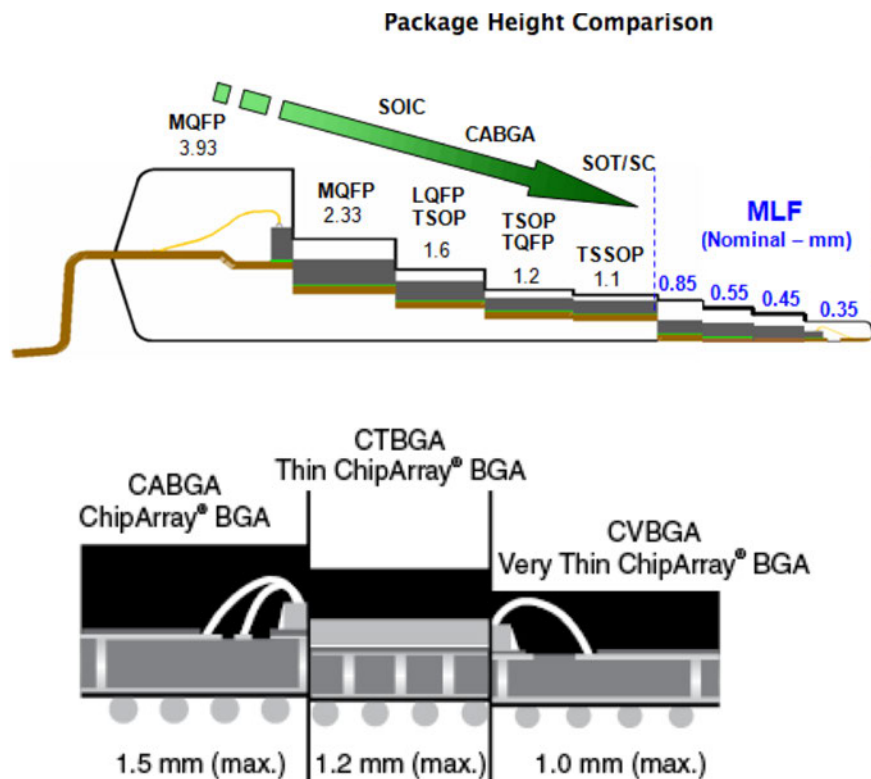 Package Height Comparison
SOIC
CABGA
SOT/SC
MQFP
3.93
MQFP
2.33
LQFP
TSOP
1.6
TSOP
TQFP
1.2
TSSOP
1.1
MLF
(Nominal – mm)
0.85
0.55
0.45
0.35
CABGA
ChipArray® BGA
CTBGA
Thin ChipArray® BGA
CVBGA
Very Thin ChipArray® BGA
1.5 mm (max.)
1.2 mm (max.)
1.0 mm (max.)